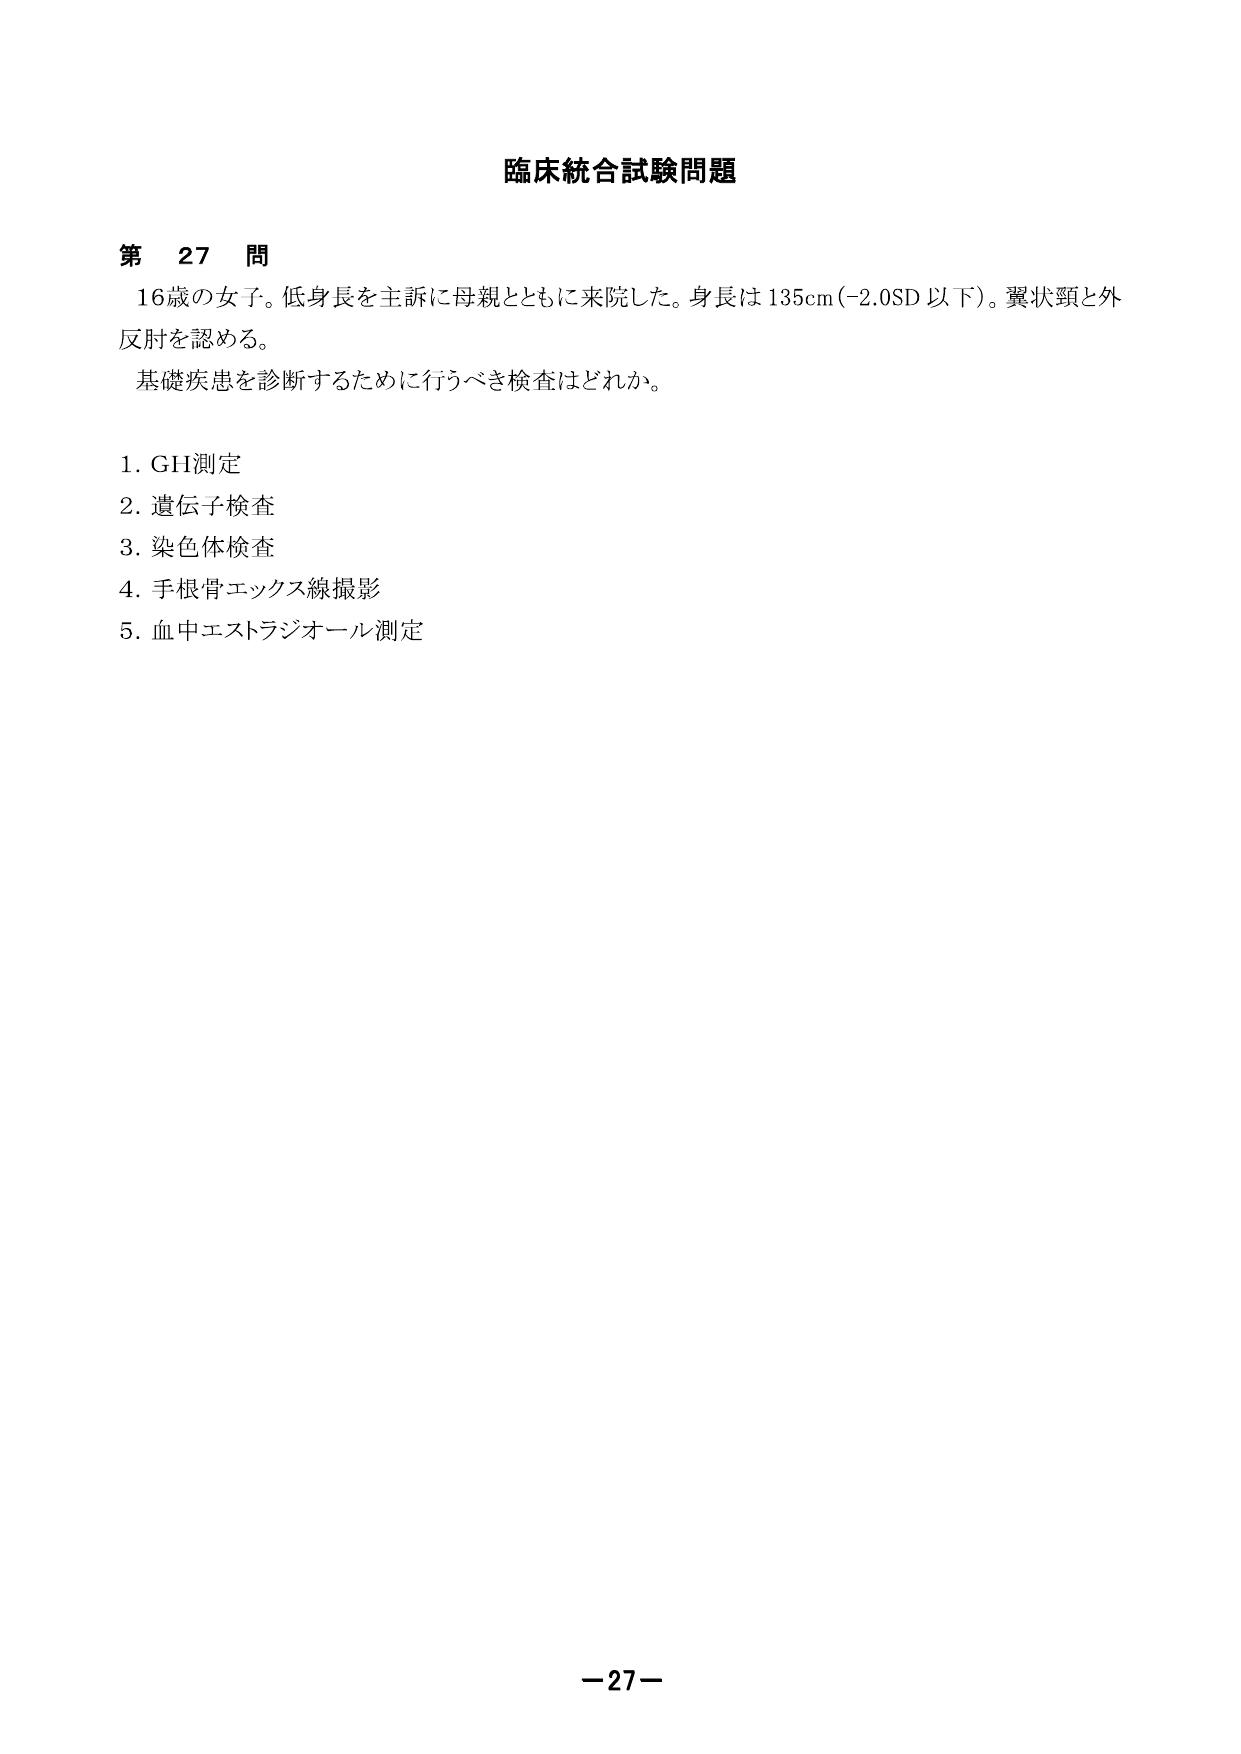 臨床統合試験問題
第 27 問
16歳の女子。低身長を主訴に母親とともに来院した。身長は 135cm(-2.0SD 以下)。翼状頸と外
反肘を認める。
基礎疾患を診断するために行うべき検査はどれか。
1. GH測定
2. 遺伝子検査
3. 染色体検査
4. 手根骨エックス線撮影
5. 血中エストラジオール測定
－27－